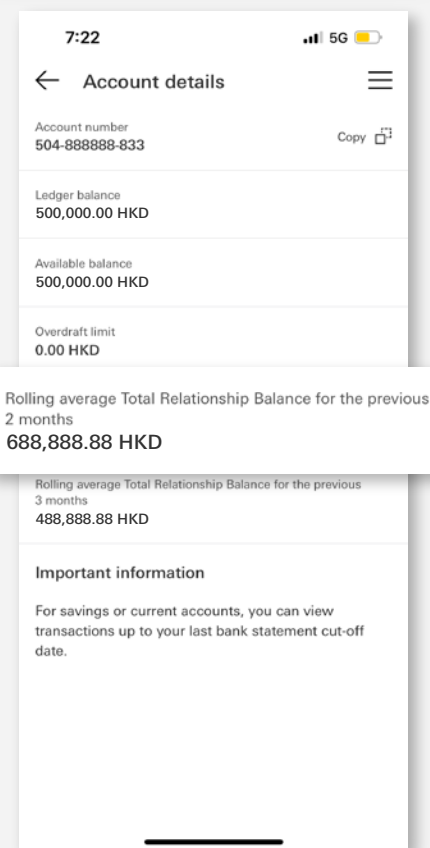 7:22 5G
Account details
Account number
504-888888-833
Copy
Ledger balance
500,000.00 HKD
Available balance
500,000.00 HKD
Overdraft limit
0.00 HKD
Rolling average Total Relationship Balance for the previous
2 months
688,888.88 HKD
Rolling average Total Relationship Balance for the previous
3 months
488,888.88 HKD
Important information
For savings or current accounts, you can view
transactions up to your last bank statement cut-off
date.